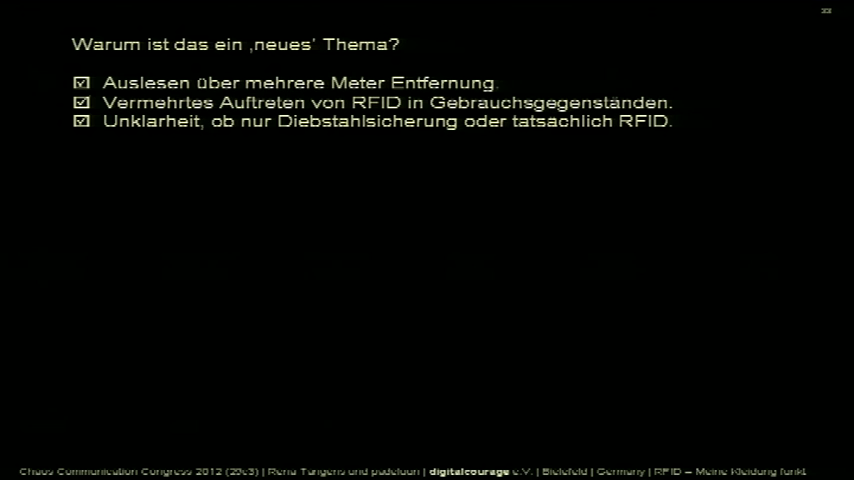 22
Warum ist das ein ‚neues‘ Thema?
☑ Auslesen über mehrere Meter Entfernung.
☑ Vermehrtes Auftreten von RFID in Gebrauchsgegenständen.
☑ Unklarheit, ob nur Diebstahlsicherung oder tatsächlich RFID.
Chaos Communication Congress 2012 (29c3) | Rena Tangens und padeluun | digitalcourage e.V. | Bielefeld | Germany | RFID – Meine Kleidung funkt